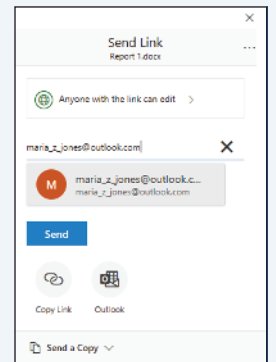 Send Link
Report 1.docx
Anyone with the link can edit
maria_z_jones@outlook.com
M
maria_z_jones@outlook.c...
maria_z_jones@outlook.com
Send
Copy Link
Outlook
Send a Copy